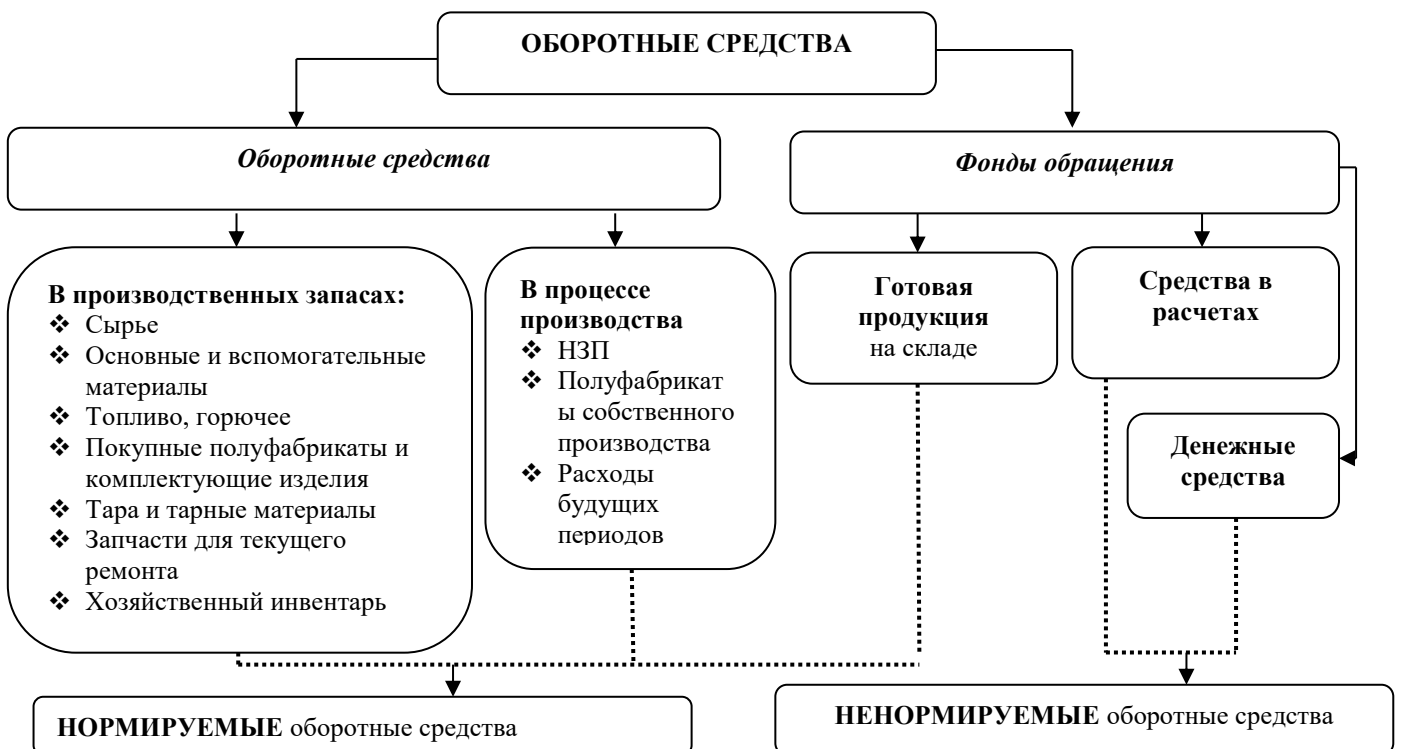 ОБОРОТНЫЕ СРЕДСТВА
Оборотные средства
Фонды обращения
В производственных запасах:
❖ Сырье
❖ Основные и вспомогательные
материалы
❖ Топливо, горючее
❖ Покупные полуфабрикаты и
комплектующие изделия
❖ Тара и тарные материалы
❖ Запчасти для текущего
ремонта
❖ Хозяйственный инвентарь
В процессе
производства
❖ НЗП
❖ Полуфабрикат
ы собственного
производства
❖ Расходы
будущих
периодов
Готовая
продукция
на складе
Средства в
расчетах
Денежные
средства
НОРМИРУЕМЫЕ оборотные средства
НЕНОРМИРУЕМЫЕ оборотные средства